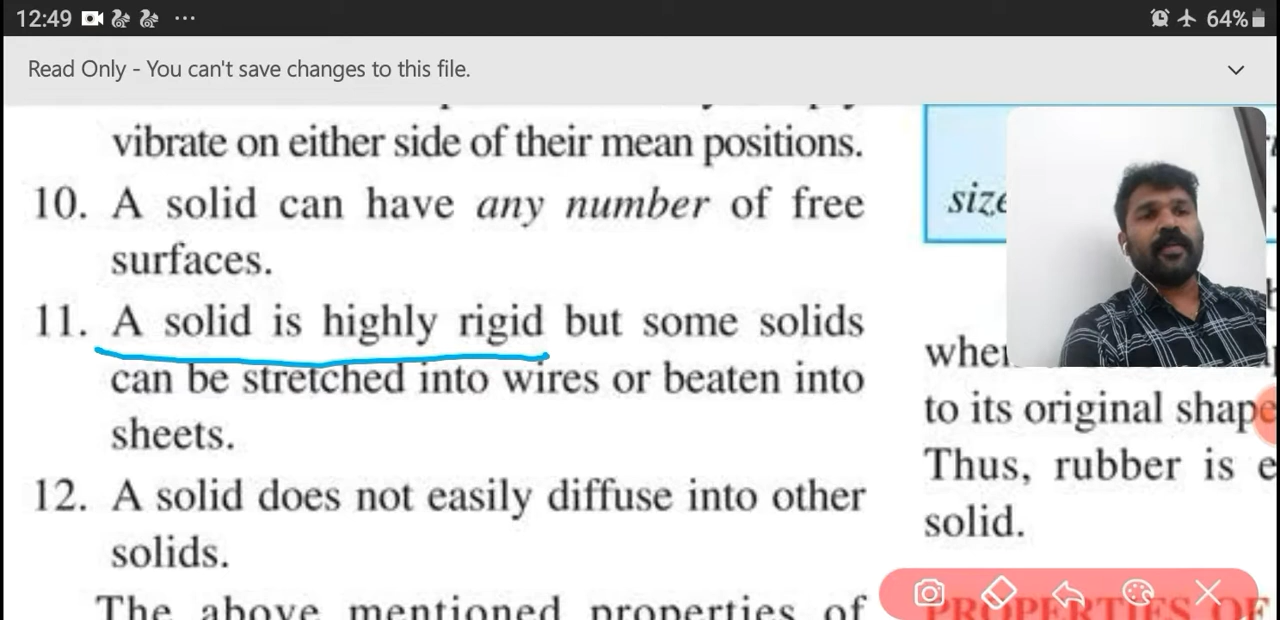 12:49
64%
Read Only - You can't save changes to this file.
vibrate on either side of their mean positions.
10. A solid can have any number of free
surfaces.
11. A solid is highly rigid but some solids
can be stretched into wires or beaten into
sheets.
12. A solid does not easily diffuse into other
solids.
The above mentioned properties of
size
to its original shape
Thus, rubber is
solid.
PROPERTIES OF